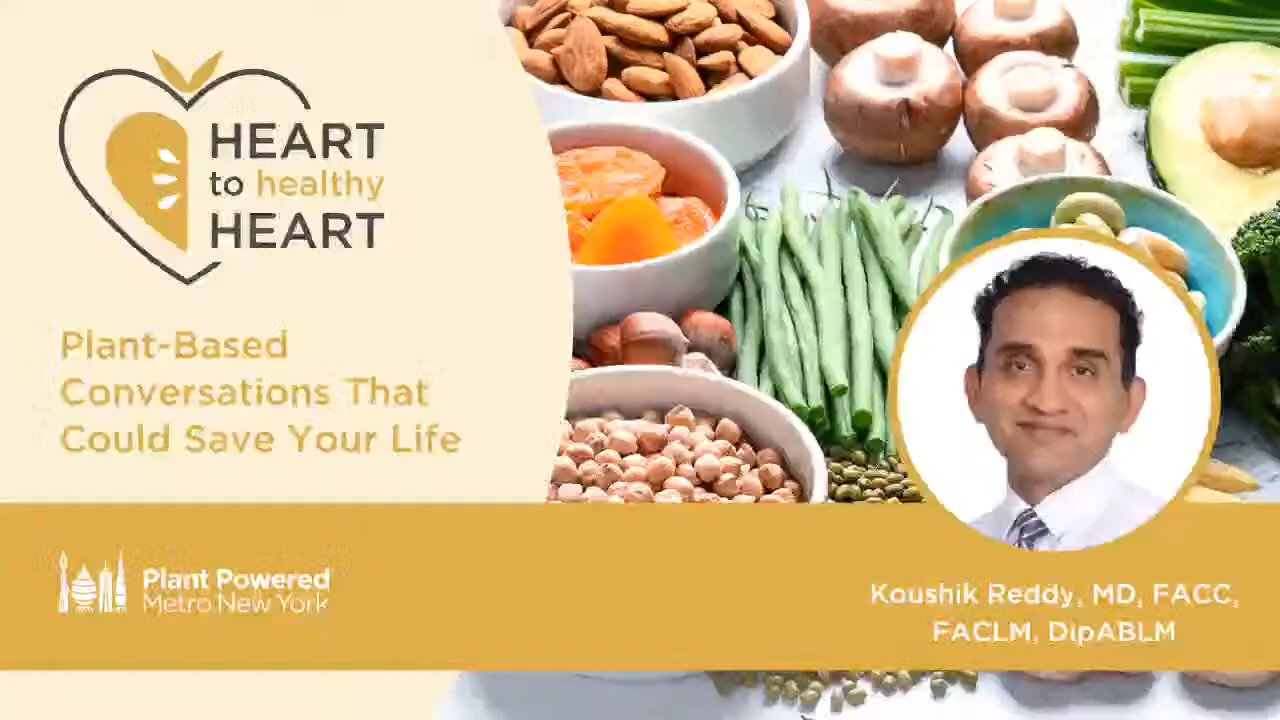 HEART
to healthy
HEART
Plant-Based
Conversations That
Could Save Your Life
Plant Powered
Metro New York
Koushik Reddy, MD, FACC,
FACLM, DipABLM